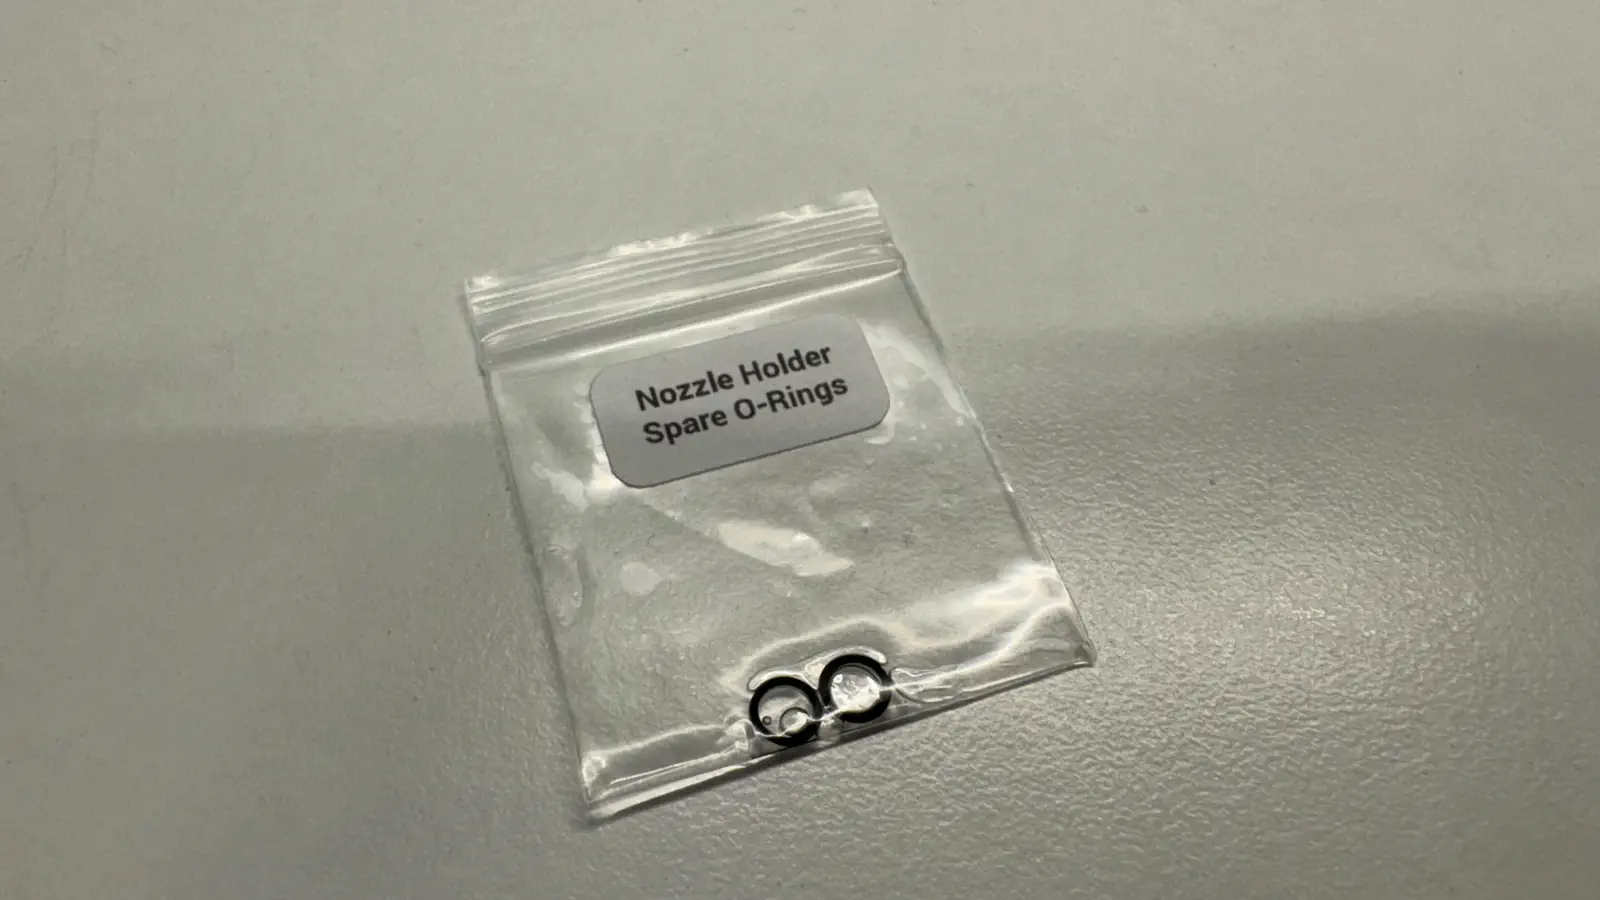 Nozzle Holder
Spare O-Rings